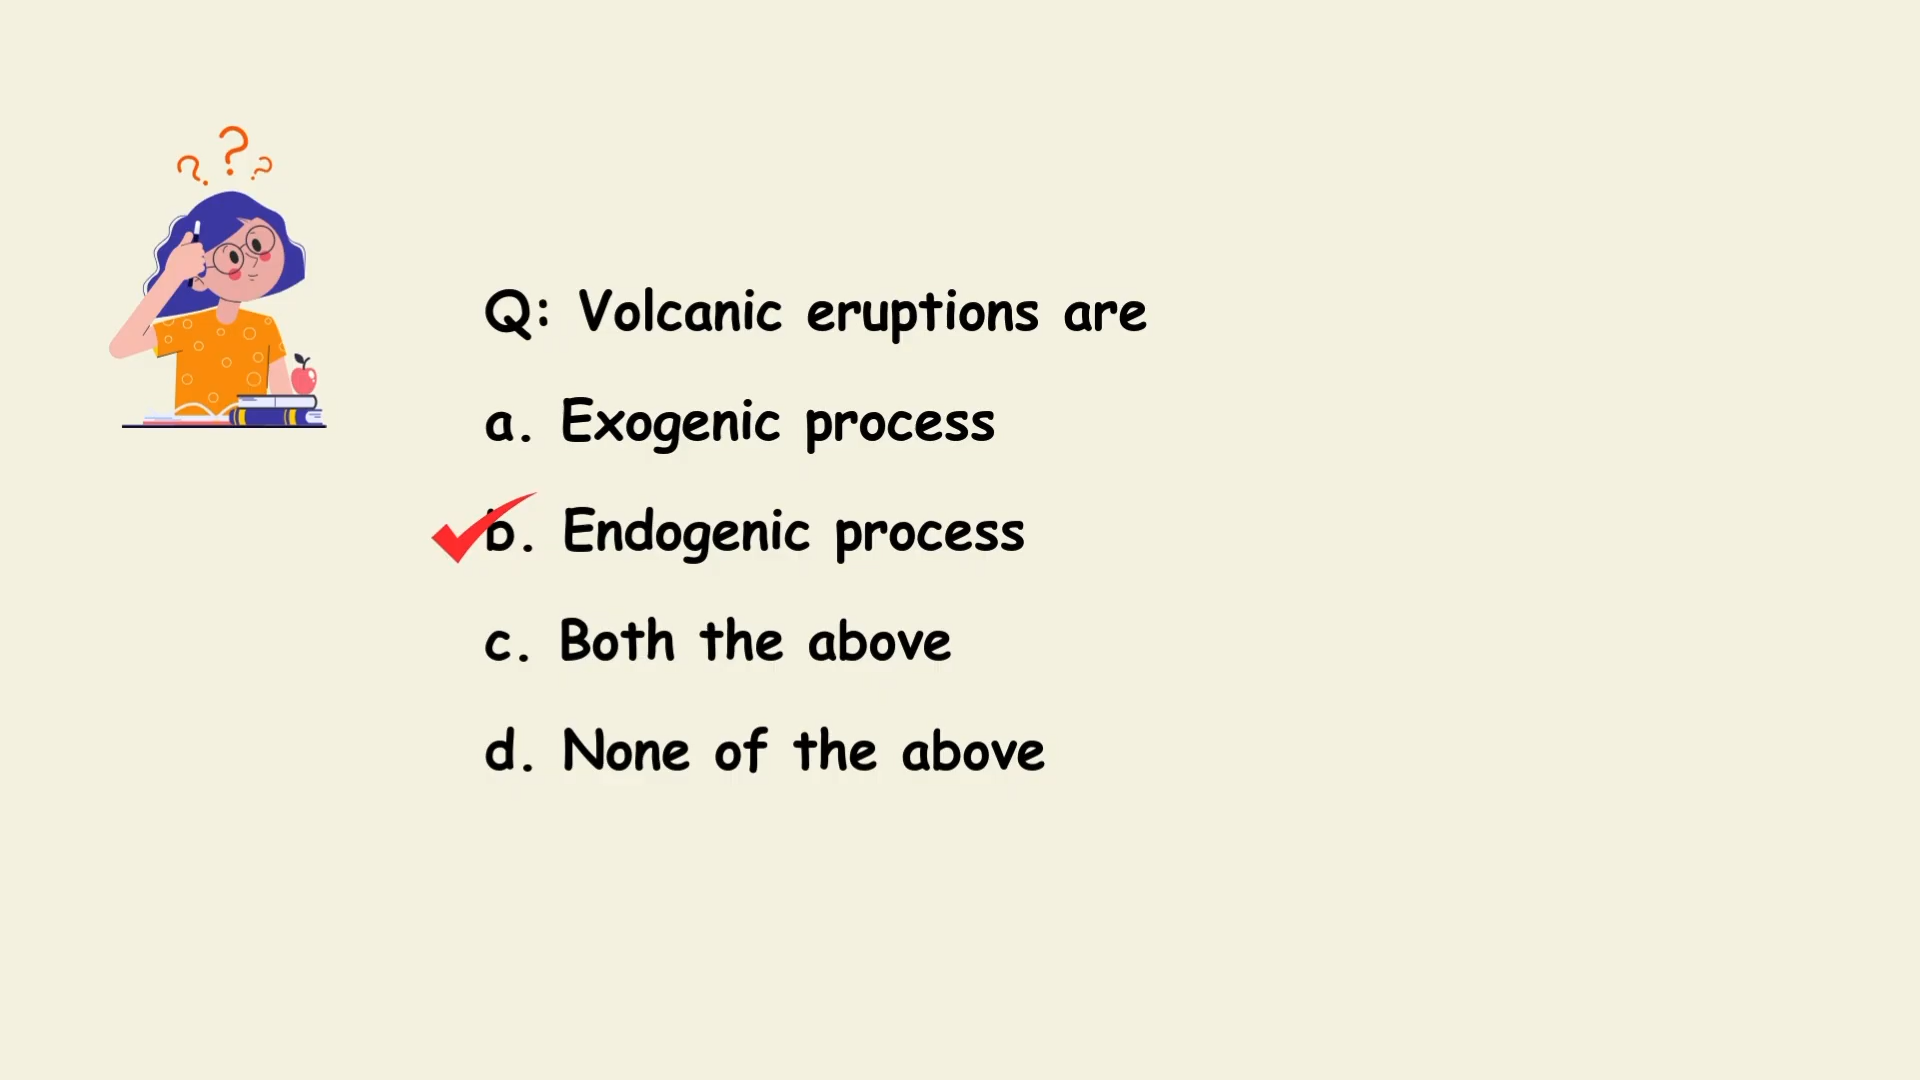 Q: Volcanic eruptions are
a. Exogenic process
b. Endogenic process
c. Both the above
d. None of the above